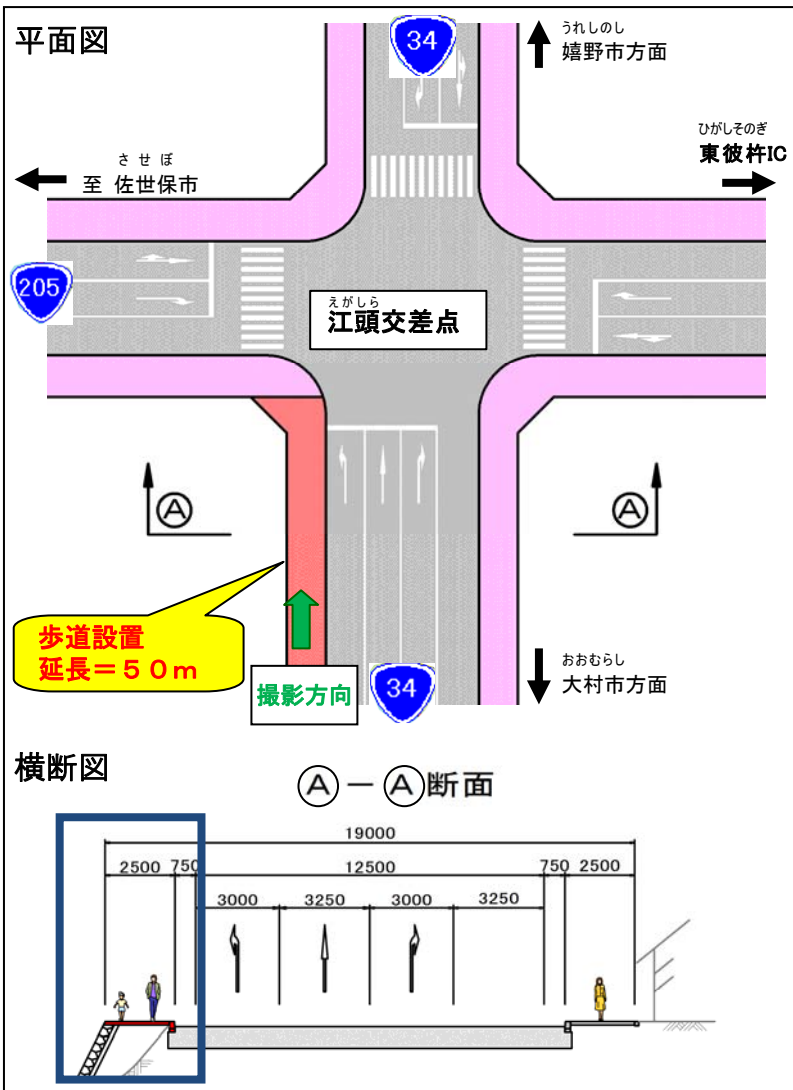 平面図
34
うれしのし
嬉野市方面
ひがしそのぎ
東彼杵IC
させぼ
至 佐世保市
205
えがしら
江頭交差点
A
A
歩道設置
延長＝５０ｍ
撮影方向
34
おおむらし
大村市方面
横断図
A－A断面
19000
2500 750 12500 750 2500
3000 3250 3000 3250